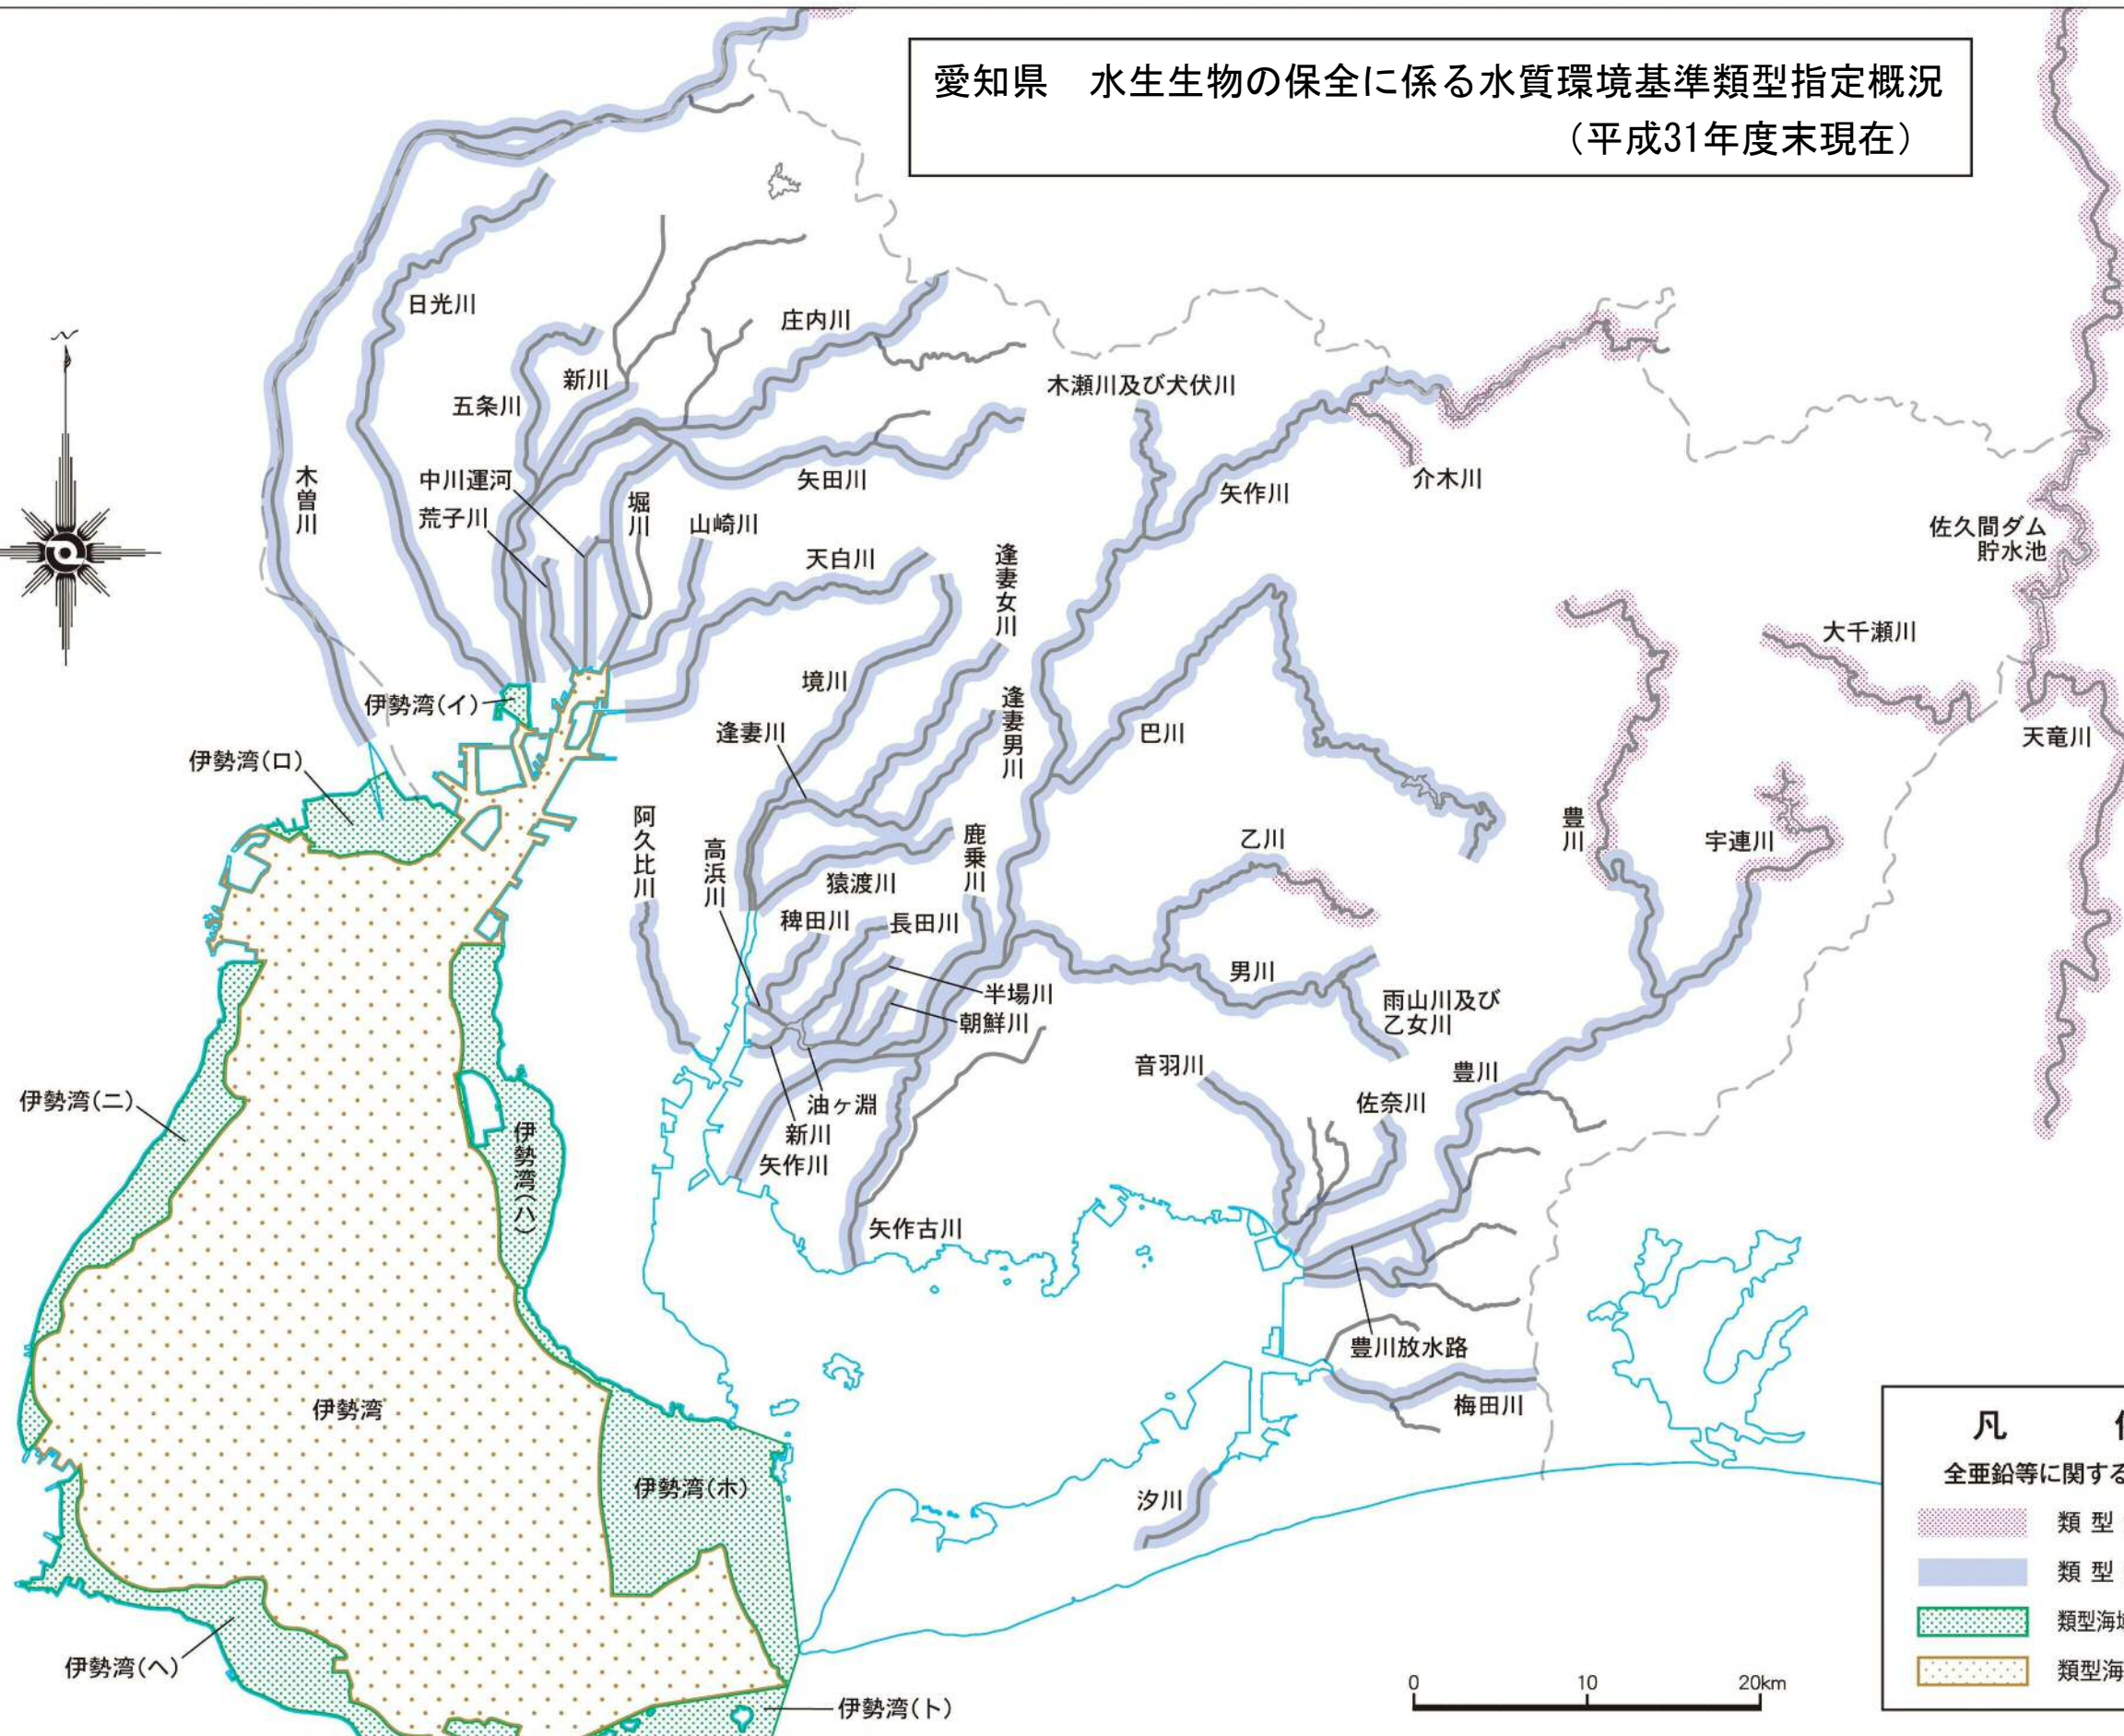 愛知県　水生生物の保全に係る水質環境基準類型指定概況
（平成31年度末現在）
日光川
庄内川
新川
五条川
木瀬川及び犬伏川
木曽川
中川運河
荒子川
堀川
山崎川
矢田川
矢作川
介木川
天白川
逢妻女川
佐久間ダム
貯水池
大千瀬川
境川
伊勢湾(イ)
逢妻川
逢妻男川
巴川
天竜川
伊勢湾(ロ)
阿久比川
高浜川
鹿乗川
乙川
豊川
宇連川
猿渡川
稗田川
長田川
半場川
朝鮮川
男川
雨山川及び
乙女川
音羽川
豊川
佐奈川
伊勢湾(ニ)
伊勢湾(ハ)
油ヶ淵
新川
矢作川
矢作古川
豊川放水路
梅田川
伊勢湾
伊勢湾(ホ)
汐川
伊勢湾(ヘ)
伊勢湾(ト)
0 10 20km
凡
全亜鉛等に関する
類 型
類 型
類型海域
類型海